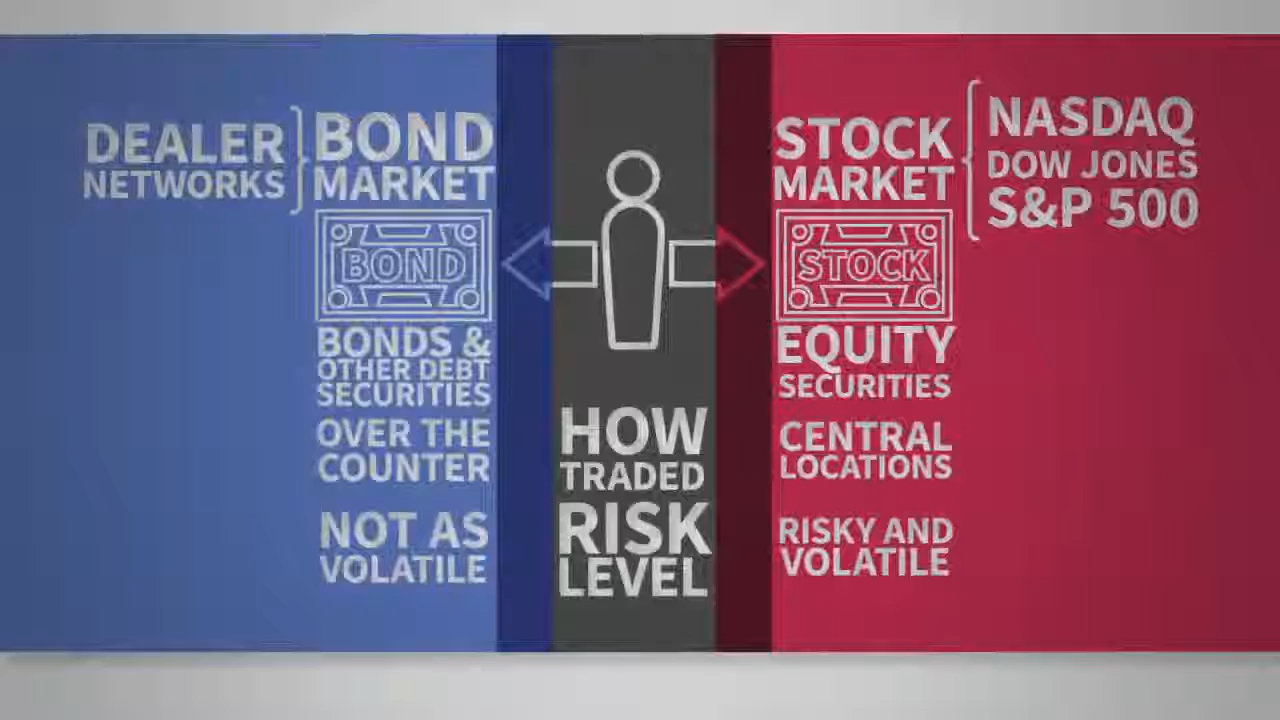 DEALER
NETWORKS
BOND
MARKET
BOND
BONDS &
OTHER DEBT
SECURITIES
OVER THE
COUNTER
NOT AS
VOLATILE
HOW
TRADED
RISK
LEVEL
STOCK
MARKET
STOCK
EQUITY
SECURITIES
CENTRAL
LOCATIONS
RISKY AND
VOLATILE
NASDAQ
DOW JONES
S&P 500